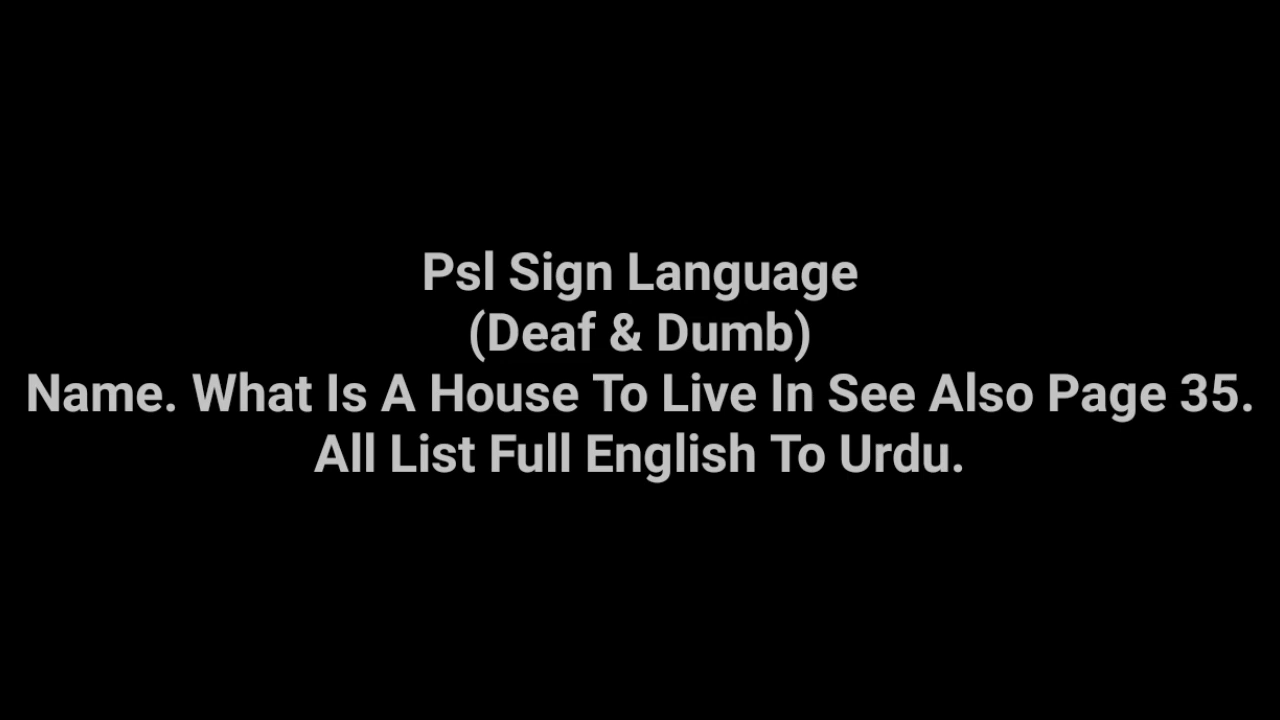 Psl Sign Language
(Deaf & Dumb)
Name. What Is A House To Live In See Also Page 35.
All List Full English To Urdu.